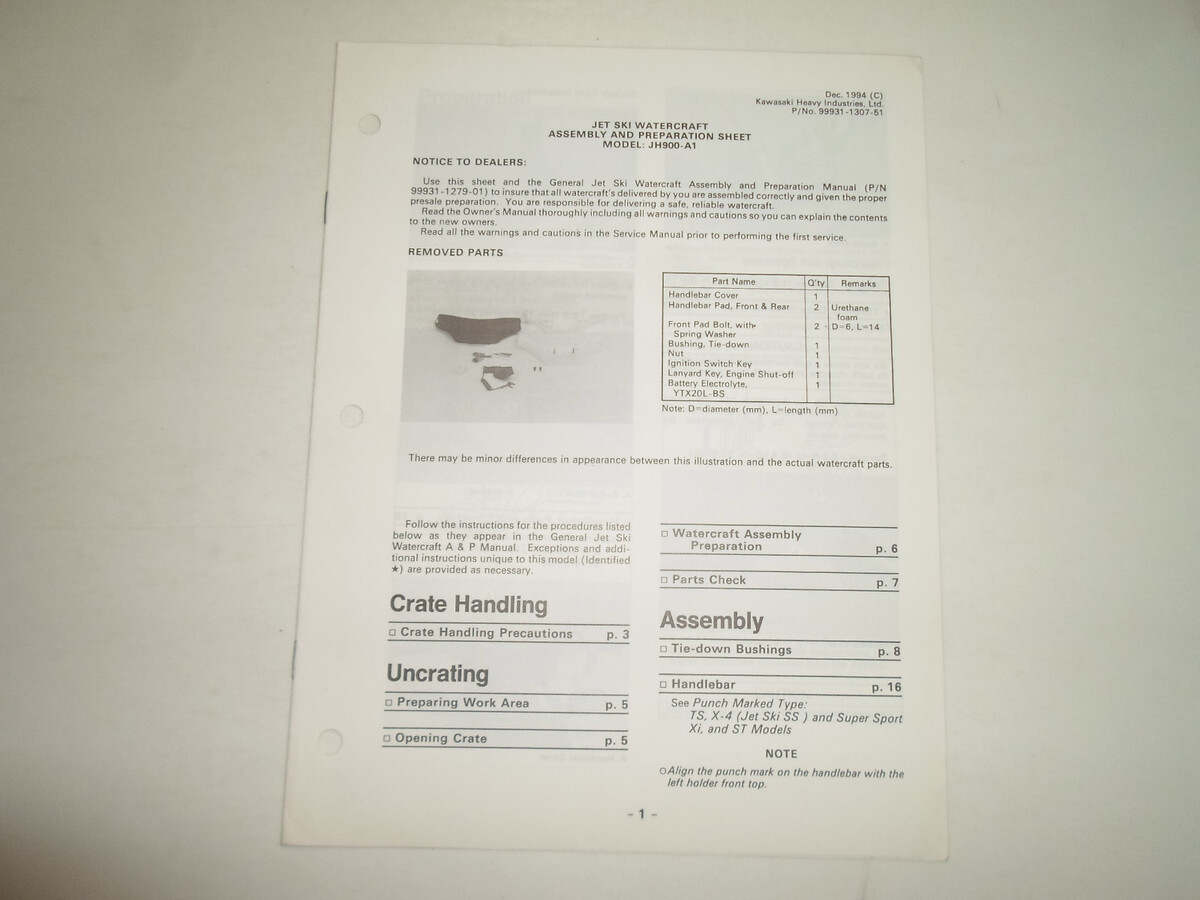 Dec. 1994 (C)
Kawasaki Heavy Industries, Ltd.
P/No. 99931-1307-51
JET SKI WATERCRAFT
ASSEMBLY AND PREPARATION SHEET
MODEL: JH900-A1
NOTICE TO DEALERS:
Use this sheet and the General Jet Ski Watercraft Assembly and Preparation Manual (P/N
99931-1279-01) to insure that all watercraft's delivered by you are assembled correctly and given the proper
presale preparation. You are responsible for delivering a safe, reliable watercraft.
Read the Owner's Manual thoroughly including all warnings and cautions so you can explain the contents
to the new owners.
Read all the warnings and cautions in the Service Manual prior to performing the first service.
REMOVED PARTS
Part Name Q'ty Remarks
Handlebar Cover 1
Handlebar Pad, Front & Rear 2 Urethane
foam
Front Pad Bolt, with 2 D=6, L=14
Spring Washer
Bushing, Tie-down 1
Nut 1
Ignition Switch Key 1
Lanyard Key, Engine Shut-off 1
Battery Electrolyte, 1
YTX20L-BS
Note: D=diameter (mm), L=length (mm)
There may be minor differences in appearance between this illustration and the actual watercraft parts.
Follow the instructions for the procedures listed
below as they appear in the General Jet Ski
Watercraft A & P Manual. Exceptions and addi-
tional instructions unique to this model (Identified
★) are provided as necessary.
Crate Handling
□ Crate Handling Precautions p. 3
Uncrating
□ Preparing Work Area p. 5
□ Opening Crate p. 5
□ Watercraft Assembly
Preparation p. 6
□ Parts Check p. 7
Assembly
□ Tie-down Bushings p. 8
□ Handlebar p. 16
See Punch Marked Type:
TS, X-4 (Jet Ski SS ) and Super Sport
Xi, and ST Models
NOTE
○Align the punch mark on the handlebar with the
left holder front top.
- 1 -